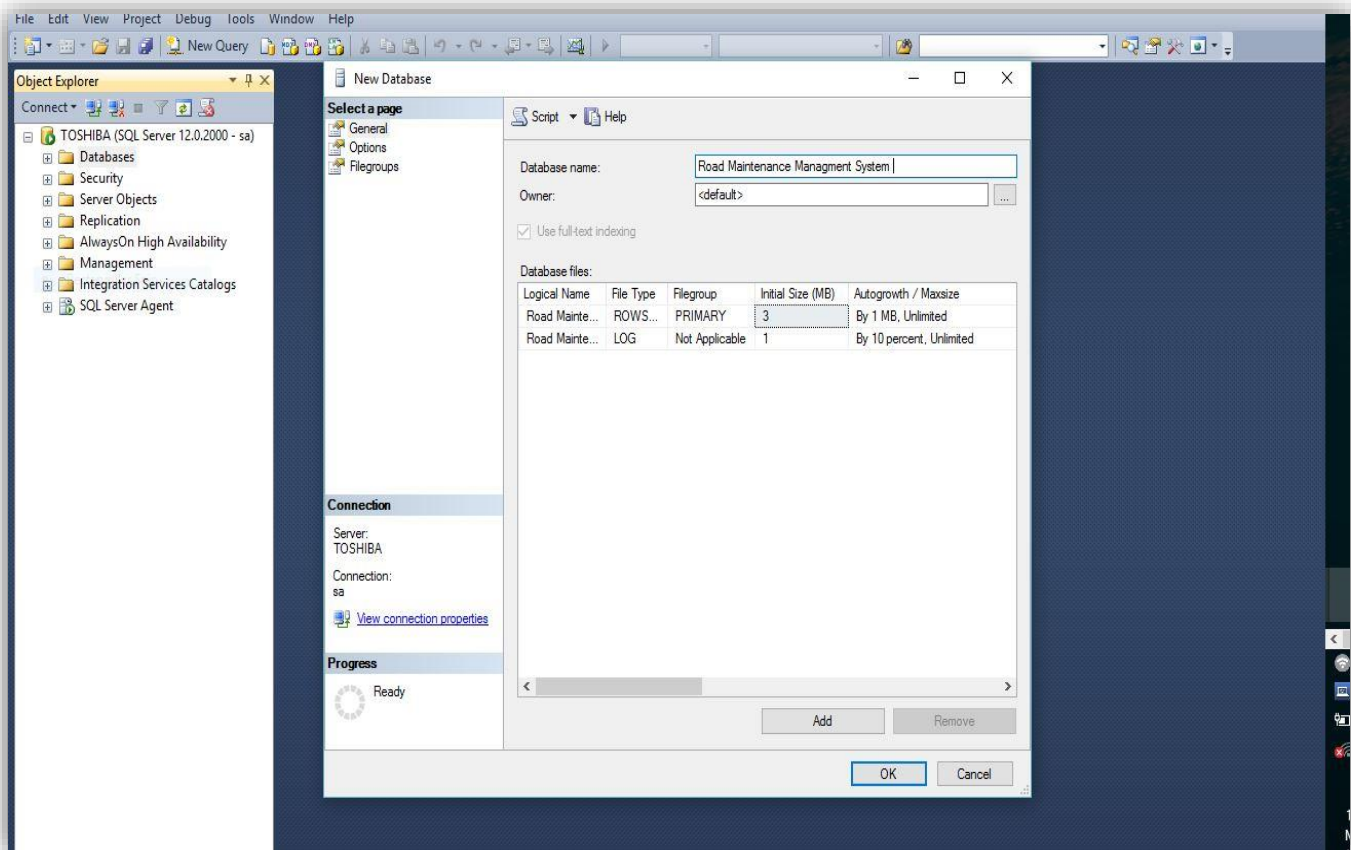 File Edit View Project Debug Tools Window Help
New Query
Object Explorer
Connect
TOSHIBA (SQL Server 12.0.2000 - sa)
Databases
Security
Server Objects
Replication
AlwaysOn High Availability
Management
Integration Services Catalogs
SQL Server Agent
New Database
Select a page
General
Options
Filegroups
Connection
Server:
TOSHIBA
Connection:
sa
View connection properties
Progress
Ready
Script Help
Database name: Road Maintenance Managment System
Owner: <default> ...
Use full-text indexing
Database files:
Logical Name File Type Filegroup Initial Size (MB) Autogrowth / Maxsize
Road Mainte... ROWS... PRIMARY 3 By 1 MB, Unlimited
Road Mainte... LOG Not Applicable 1 By 10 percent, Unlimited
Add Remove
OK Cancel